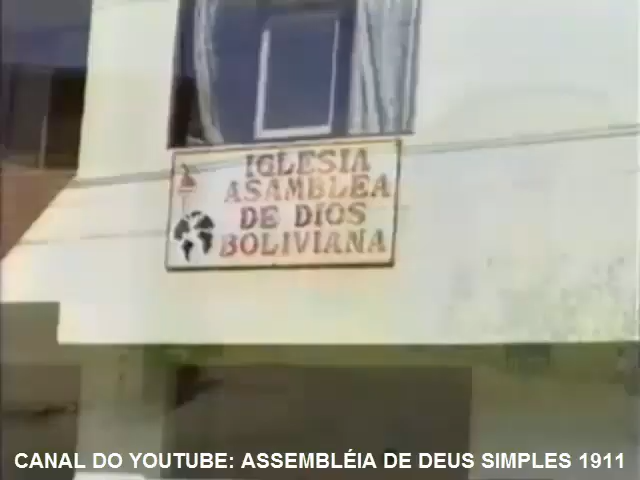 IGLESIA
ASAMBLEA
DE DIOS
BOLIVIANA
CANAL DO YOUTUBE: ASSEMBLÉIA DE DEUS SIMPLES 1911